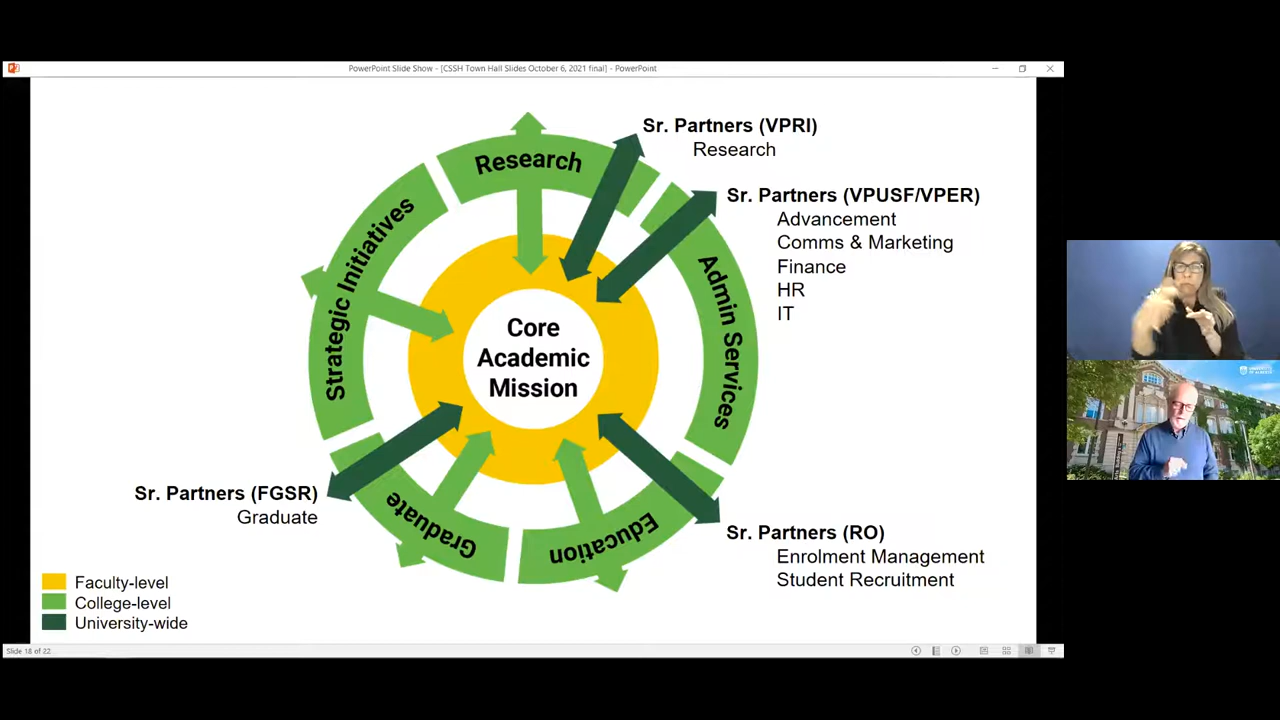 PowerPoint Slide Show - [CSSH Town Hall Slides October 6, 2021 final] - PowerPoint
Sr. Partners (VPRI)
Research
Research
Sr. Partners (VPUSF/VPER)
Advancement
Comms & Marketing
Finance
HR
IT
Strategic Initiatives
Admin Services
Core
Academic
Mission
Sr. Partners (FGSR)
Graduate
Graduate
Education
Sr. Partners (RO)
Enrolment Management
Student Recruitment
Faculty-level
College-level
University-wide
Slide 18 of 22
UNIVERSITY
OF ALBERTA